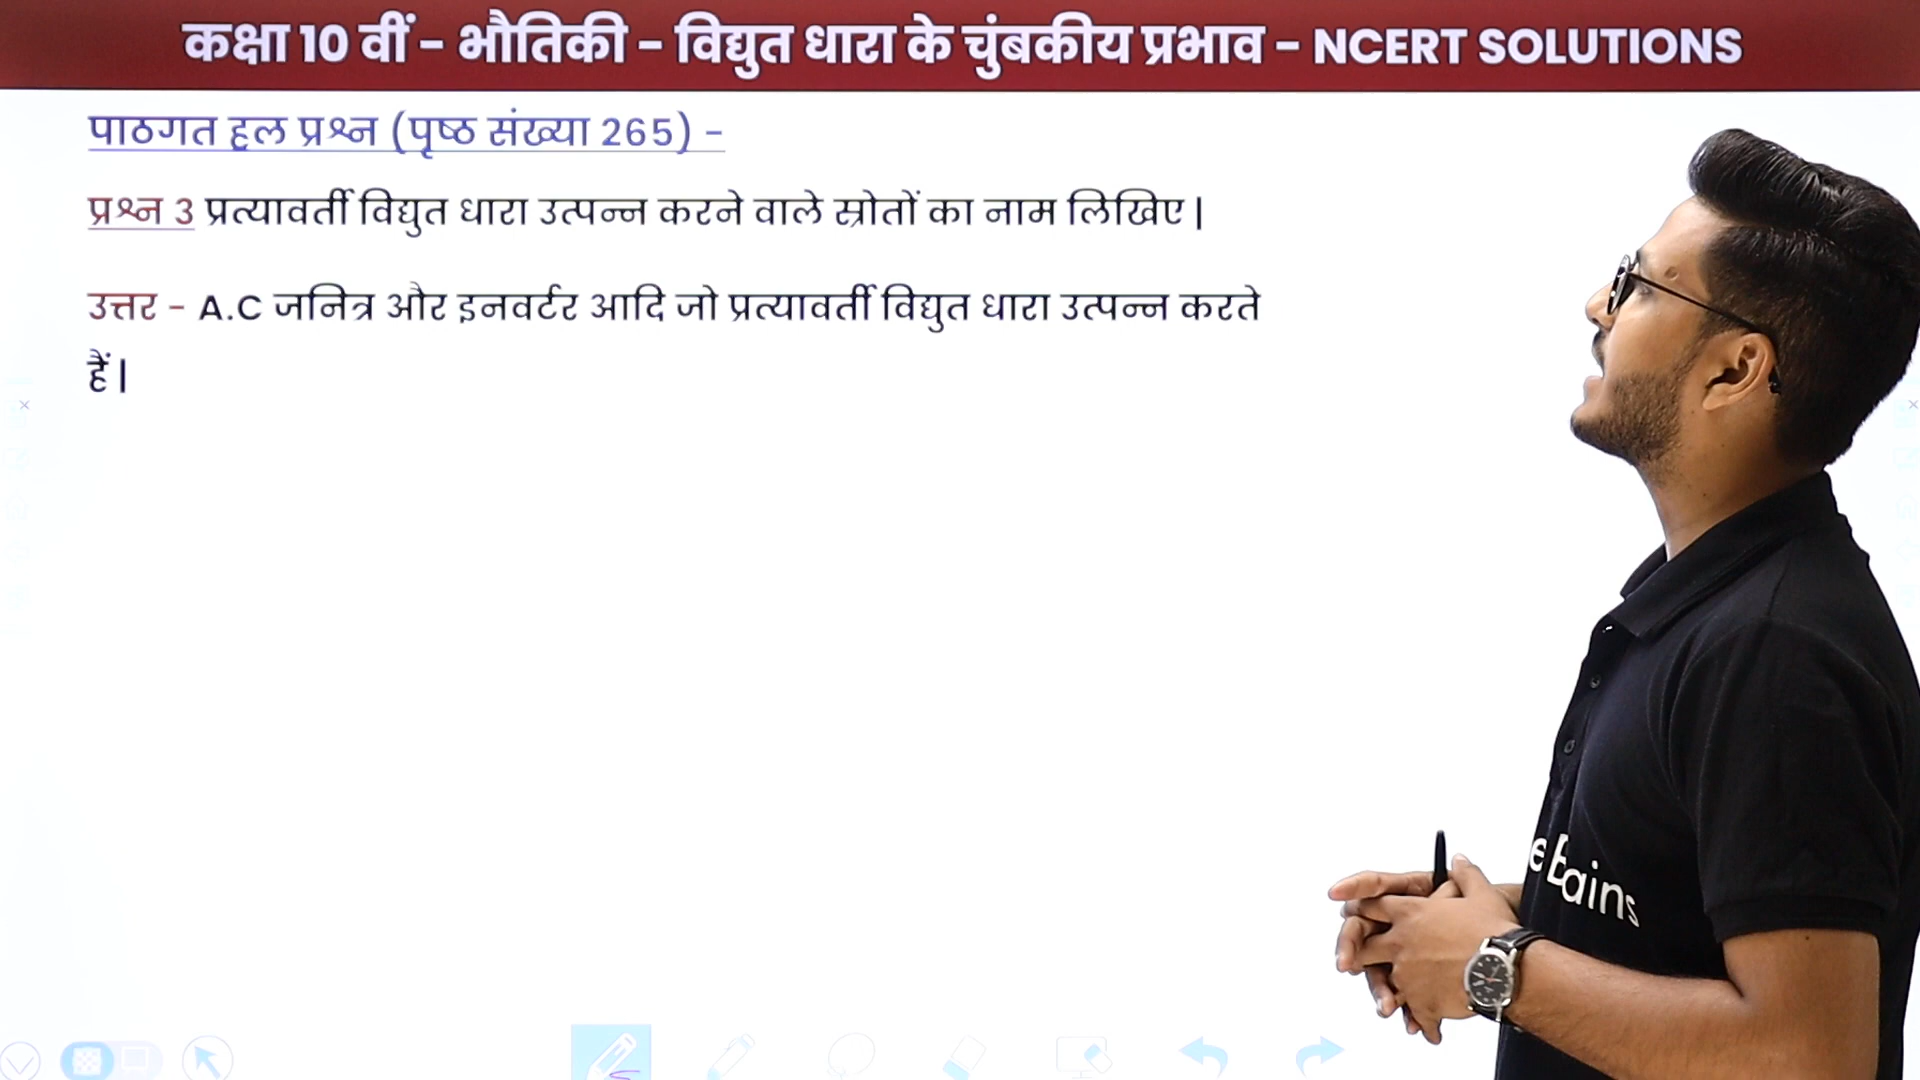 कक्षा 10 वीं - भौतिकी - विद्युत धारा के चुंबकीय प्रभाव - NCERT SOLUTIONS
पाठगत हल प्रश्न (पृष्ठ संख्या 265) -
प्रश्न 3 प्रत्यावर्ती विद्युत धारा उत्पन्न करने वाले स्रोतों का नाम लिखिए |
उत्तर - A.C जनित्र और इनवर्टर आदि जो प्रत्यावर्ती विद्युत धारा उत्पन्न करते
हैं |